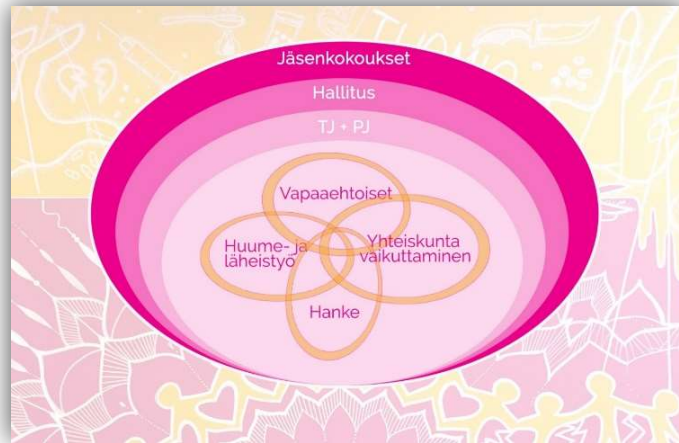 Jäsenkokoukset
Hallitus
TJ + PJ
Vapaaehtoiset
Huume- ja
läheistyö
Yhteiskunta
vaikuttaminen
Hanke